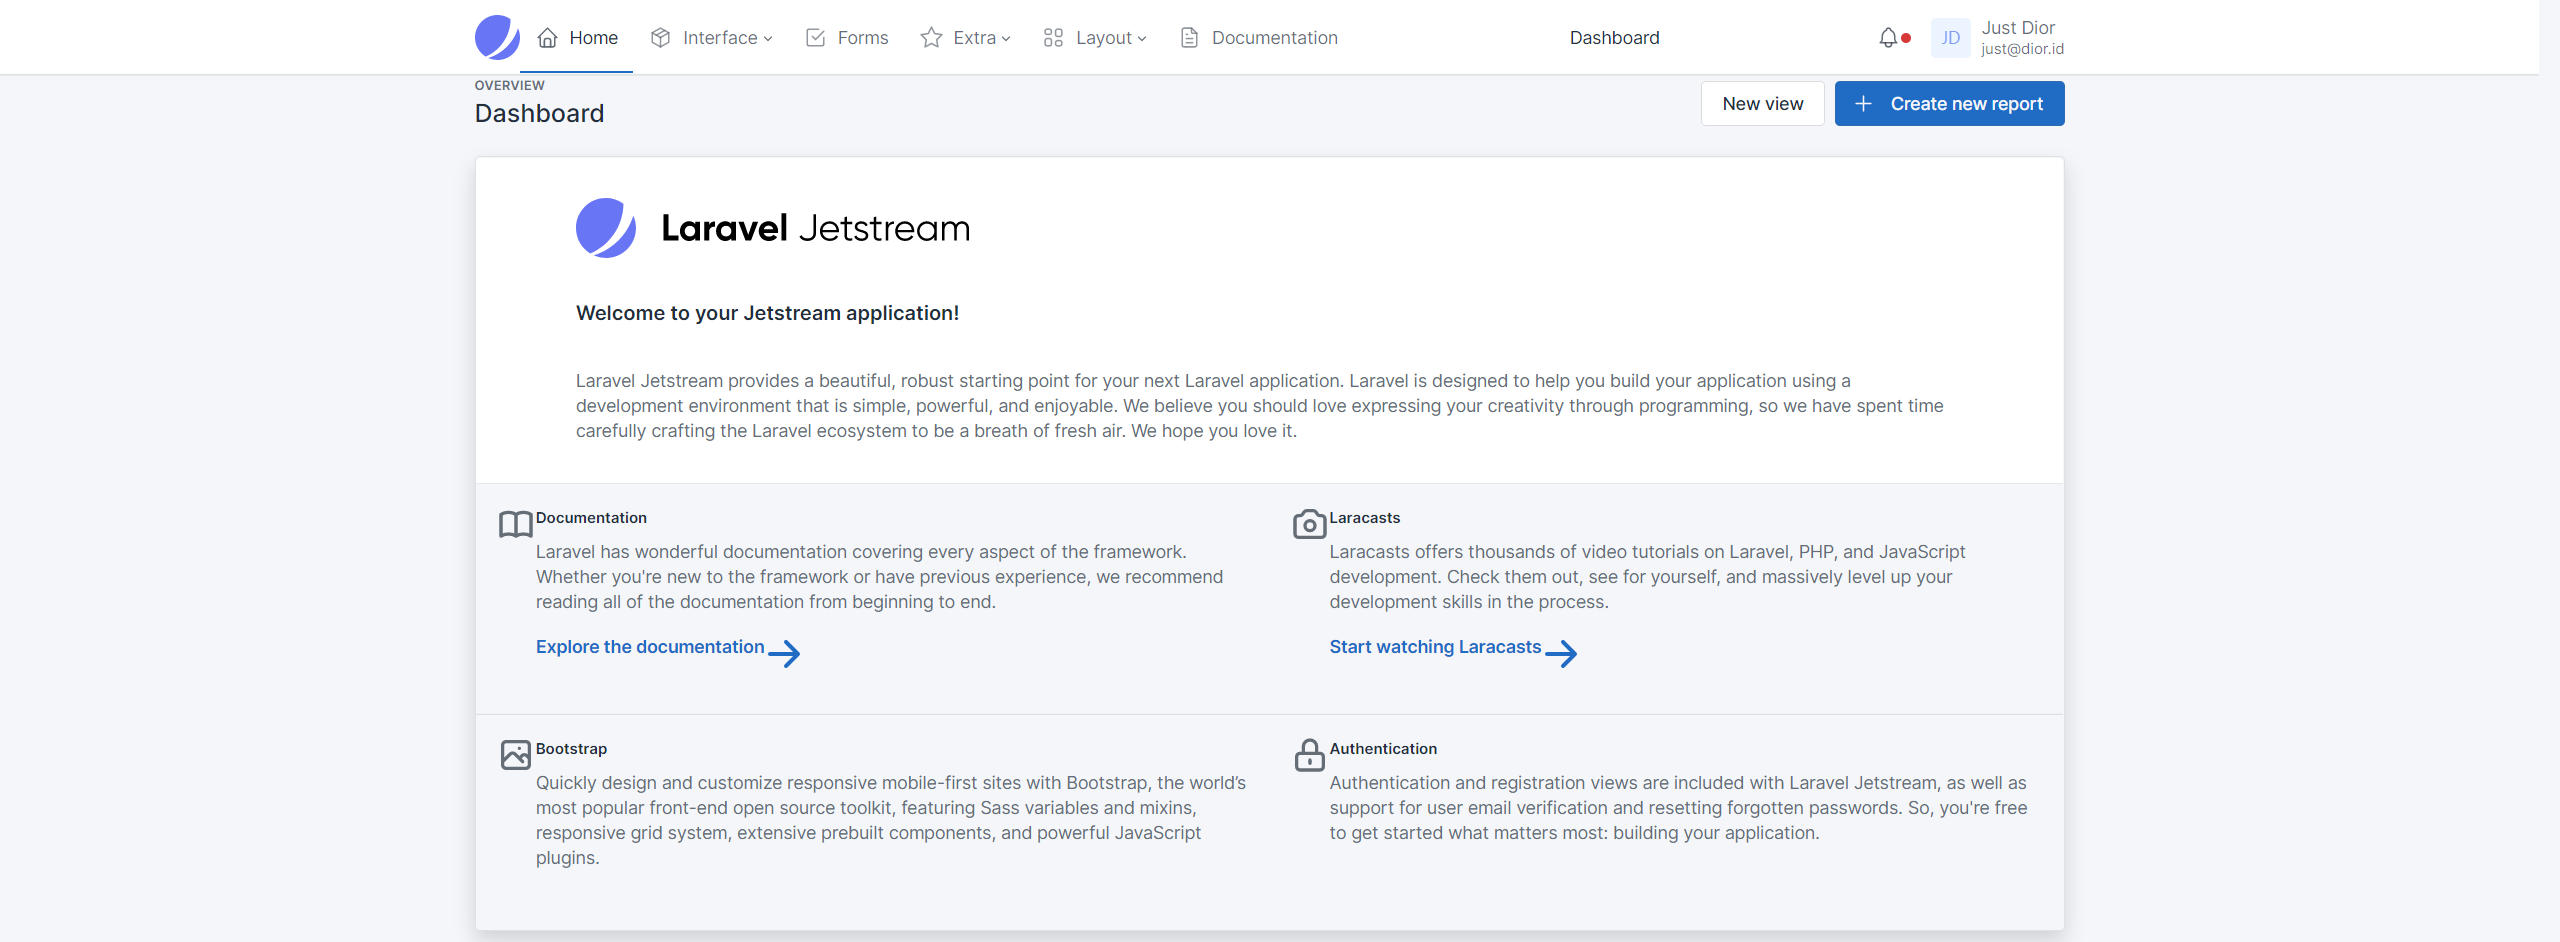 Home
Interface
Forms
Extra
Layout
Documentation
Dashboard
JD
Just Dior
just@dior.id
OVERVIEW
Dashboard
New view
Create new report
Laravel Jetstream
Welcome to your Jetstream application!
Laravel Jetstream provides a beautiful, robust starting point for your next Laravel application. Laravel is designed to help you build your application using a
development environment that is simple, powerful, and enjoyable. We believe you should love expressing your creativity through programming, so we have spent time
carefully crafting the Laravel ecosystem to be a breath of fresh air. We hope you love it.
Documentation
Laravel has wonderful documentation covering every aspect of the framework.
Whether you're new to the framework or have previous experience, we recommend
reading all of the documentation from beginning to end.
Explore the documentation
Laracasts
Laracasts offers thousands of video tutorials on Laravel, PHP, and JavaScript
development. Check them out, see for yourself, and massively level up your
development skills in the process.
Start watching Laracasts
Bootstrap
Quickly design and customize responsive mobile-first sites with Bootstrap, the world’s
most popular front-end open source toolkit, featuring Sass variables and mixins,
responsive grid system, extensive prebuilt components, and powerful JavaScript
plugins.
Authentication
Authentication and registration views are included with Laravel Jetstream, as well as
support for user email verification and resetting forgotten passwords. So, you're free
to get started what matters most: building your application.